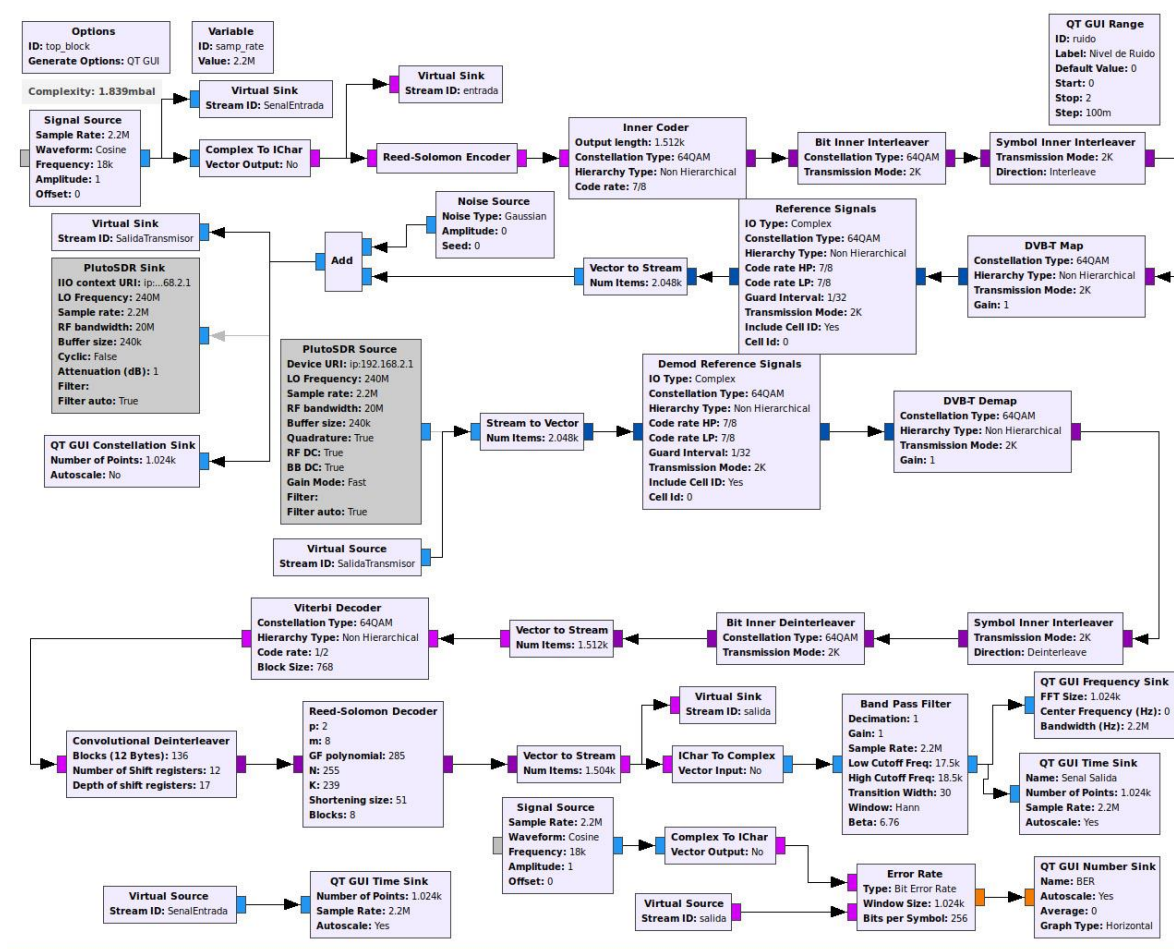 Options
ID: top_block
Generate Options: QT GUI
Variable
ID: samp_rate
Value: 2.2M
QT GUI Range
ID: ruido
Label: Nivel de Ruido
Default Value: 0
Start: 0
Stop: 2
Step: 100m
Complexity: 1.839mbal
Virtual Sink
Stream ID: SenalEntrada
Virtual Sink
Stream ID: entrada
Signal Source
Sample Rate: 2.2M
Waveform: Cosine
Frequency: 18k
Amplitude: 1
Offset: 0
Complex To IChar
Vector Output: No
Reed-Solomon Encoder
Inner Coder
Output length: 1.512k
Constellation Type: 64QAM
Hierarchy Type: Non Hierarchical
Code rate: 7/8
Bit Inner Interleaver
Constellation Type: 64QAM
Transmission Mode: 2K
Symbol Inner Interleaver
Transmission Mode: 2K
Direction: Interleave
Virtual Sink
Stream ID: SalidaTransmisor
Add
Noise Source
Noise Type: Gaussian
Amplitude: 0
Seed: 0
Vector to Stream
Num Items: 2.048k
Reference Signals
IO Type: Complex
Constellation Type: 64QAM
Hierarchy Type: Non Hierarchical
Code rate HP: 7/8
Code rate LP: 7/8
Guard Interval: 1/32
Transmission Mode: 2K
Include Cell ID: Yes
Cell Id: 0
DVB-T Map
Constellation Type: 64QAM
Hierarchy Type: Non Hierarchical
Transmission Mode: 2K
Gain: 1
PlutoSDR Sink
IIO context URI: ip:...68.2.1
LO Frequency: 240M
Sample rate: 2.2M
RF bandwidth: 20M
Buffer size: 240k
Cyclic: False
Attenuation (dB): 1
Filter:
Filter auto: True
PlutoSDR Source
Device URI: ip:192.168.2.1
LO Frequency: 240M
Sample rate: 2.2M
RF bandwidth: 20M
Buffer size: 240k
Quadrature: True
RF DC: True
BB DC: True
Gain Mode: Fast
Filter:
Filter auto: True
Stream to Vector
Num Items: 2.048k
Demod Reference Signals
IO Type: Complex
Constellation Type: 64QAM
Hierarchy Type: Non Hierarchical
Code rate HP: 7/8
Code rate LP: 7/8
Guard Interval: 1/32
Transmission Mode: 2K
Include Cell ID: Yes
Cell Id: 0
DVB-T Demap
Constellation Type: 64QAM
Hierarchy Type: Non Hierarchical
Transmission Mode: 2K
Gain: 1
QT GUI Constellation Sink
Number of Points: 1.024k
Autoscale: No
Virtual Source
Stream ID: SalidaTransmisor
Viterbi Decoder
Constellation Type: 64QAM
Hierarchy Type: Non Hierarchical
Code rate: 1/2
Block Size: 768
Vector to Stream
Num Items: 1.512k
Bit Inner Deinterleaver
Constellation Type: 64QAM
Transmission Mode: 2K
Symbol Inner Interleaver
Transmission Mode: 2K
Direction: Deinterleave
Convolutional Deinterleaver
Blocks (12 Bytes): 136
Number of Shift registers: 12
Depth of shift registers: 17
Reed-Solomon Decoder
p: 2
m: 8
GF polynomial: 285
N: 255
K: 239
Shortening size: 51
Blocks: 8
Vector to Stream
Num Items: 1.504k
Virtual Sink
Stream ID: salida
IChar To Complex
Vector Input: No
Band Pass Filter
Decimation: 1
Gain: 1
Sample Rate: 2.2M
Low Cutoff Freq: 17.5k
High Cutoff Freq: 18.5k
Transition Width: 30
Window: Hann
Beta: 6.76
QT GUI Frequency Sink
FFT Size: 1.024k
Center Frequency (Hz): 0
Bandwidth (Hz): 2.2M
QT GUI Time Sink
Name: Senal Salida
Number of Points: 1.024k
Sample Rate: 2.2M
Autoscale: Yes
Signal Source
Sample Rate: 2.2M
Waveform: Cosine
Frequency: 18k
Amplitude: 1
Offset: 0
Complex To IChar
Vector Output: No
Virtual Source
Stream ID: SenalEntrada
QT GUI Time Sink
Number of Points: 1.024k
Sample Rate: 2.2M
Autoscale: Yes
Virtual Source
Stream ID: salida
Error Rate
Type: Bit Error Rate
Window Size: 1.024k
Bits per Symbol: 256
QT GUI Number Sink
Name: BER
Autoscale: Yes
Average: 0
Graph Type: Horizontal